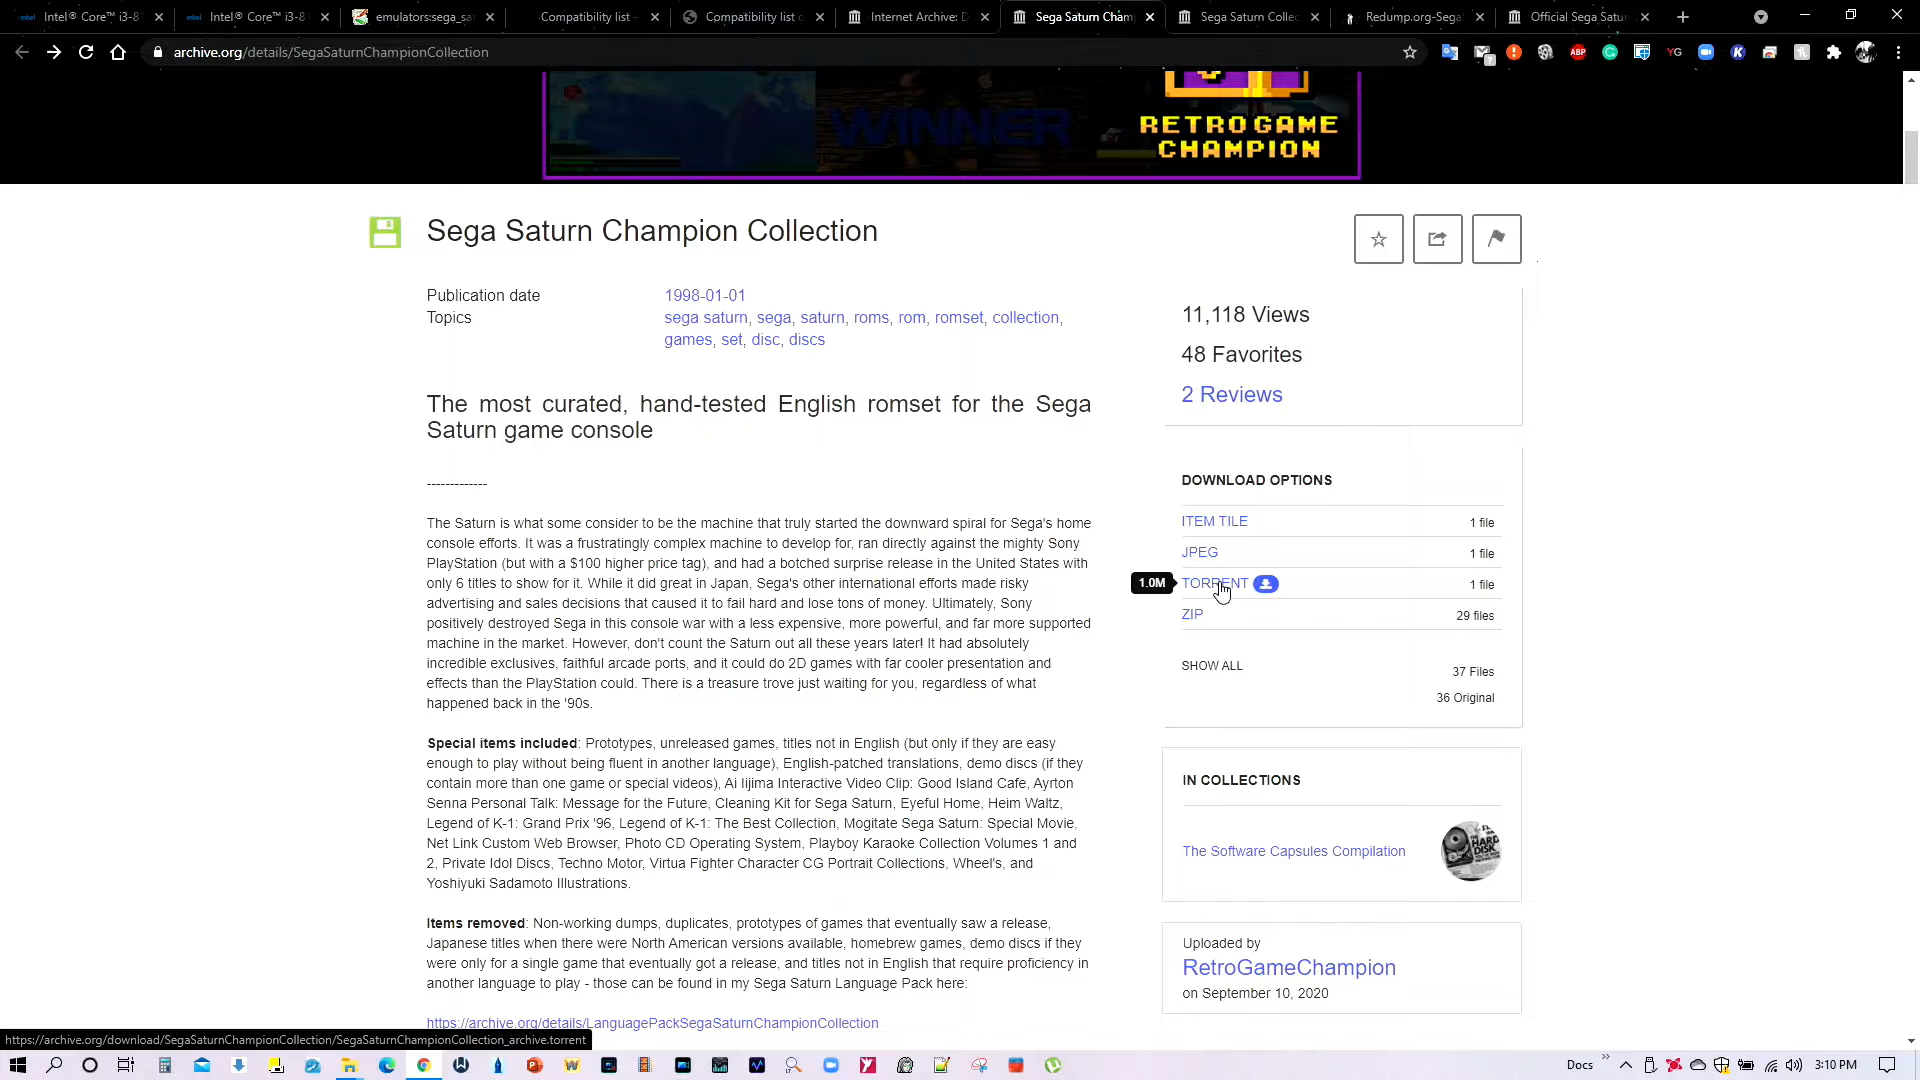 Intel® Core™ i3-8
Intel® Core™ i3-8
emulators:sega_sa
Compatibility list -
Compatibility list o
Internet Archive: D
Sega Saturn Cham
Sega Saturn Collec
Redump.org-Sega
Official Sega Satu
archive.org/details/SegaSaturnChampionCollection
WINNER
RETROGAME
CHAMPION
Sega Saturn Champion Collection
Publication date 1998-01-01
Topics sega saturn, sega, saturn, roms, rom, romset, collection,
games, set, disc, discs
The most curated, hand-tested English romset for the Sega
Saturn game console
-------------
The Saturn is what some consider to be the machine that truly started the downward spiral for Sega's home
console efforts. It was a frustratingly complex machine to develop for, ran directly against the mighty Sony
PlayStation (but with a $100 higher price tag), and had a botched surprise release in the United States with
only 6 titles to show for it. While it did great in Japan, Sega's other international efforts made risky
advertising and sales decisions that caused it to fail hard and lose tons of money. Ultimately, Sony
positively destroyed Sega in this console war with a less expensive, more powerful, and far more supported
machine in the market. However, don't count the Saturn out all these years later! It had absolutely
incredible exclusives, faithful arcade ports, and it could do 2D games with far cooler presentation and
effects than the PlayStation could. There is a treasure trove just waiting for you, regardless of what
happened back in the '90s.
Special items included: Prototypes, unreleased games, titles not in English (but only if they are easy
enough to play without being fluent in another language), English-patched translations, demo discs (if they
contain more than one game or special videos), Ai Iijima Interactive Video Clip: Good Island Cafe, Ayrton
Senna Personal Talk: Message for the Future, Cleaning Kit for Sega Saturn, Eyeful Home, Heim Waltz,
Legend of K-1: Grand Prix '96, Legend of K-1: The Best Collection, Mogitate Sega Saturn: Special Movie,
Net Link Custom Web Browser, Photo CD Operating System, Playboy Karaoke Collection Volumes 1 and
2, Private Idol Discs, Techno Motor, Virtua Fighter Character CG Portrait Collections, Wheel's, and
Yoshiyuki Sadamoto Illustrations.
Items removed: Non-working dumps, duplicates, prototypes of games that eventually saw a release,
Japanese titles when there were North American versions available, homebrew games, demo discs if they
were only for a single game that eventually got a release, and titles not in English that require proficiency in
another language to play - those can be found in my Sega Saturn Language Pack here:
https://archive.org/details/LanguagePackSegaSaturnChampionCollection
11,118 Views
48 Favorites
2 Reviews
DOWNLOAD OPTIONS
ITEM TILE 1 file
JPEG 1 file
1.0M TORRENT 1 file
ZIP 29 files
SHOW ALL 37 Files
36 Original
IN COLLECTIONS
The Software Capsules Compilation
Uploaded by
RetroGameChampion
on September 10, 2020
https://archive.org/download/SegaSaturnChampionCollection/SegaSaturnChampionCollection_archive.torrent
Docs
3:10 PM